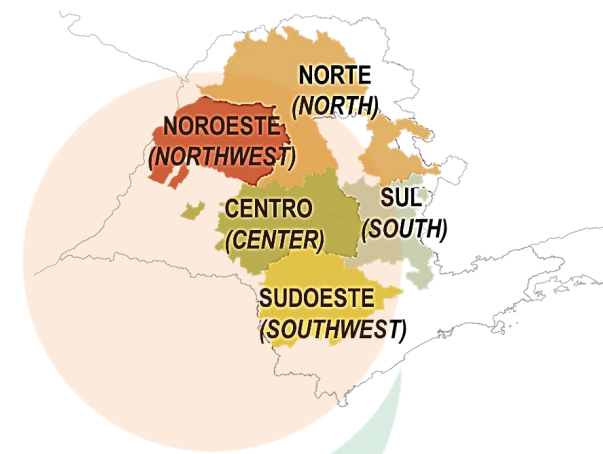 NORTE
(NORTH)
NOROESTE
(NORTHWEST)
SUL
(SOUTH)
CENTRO
(CENTER)
SUDOESTE
(SOUTHWEST)